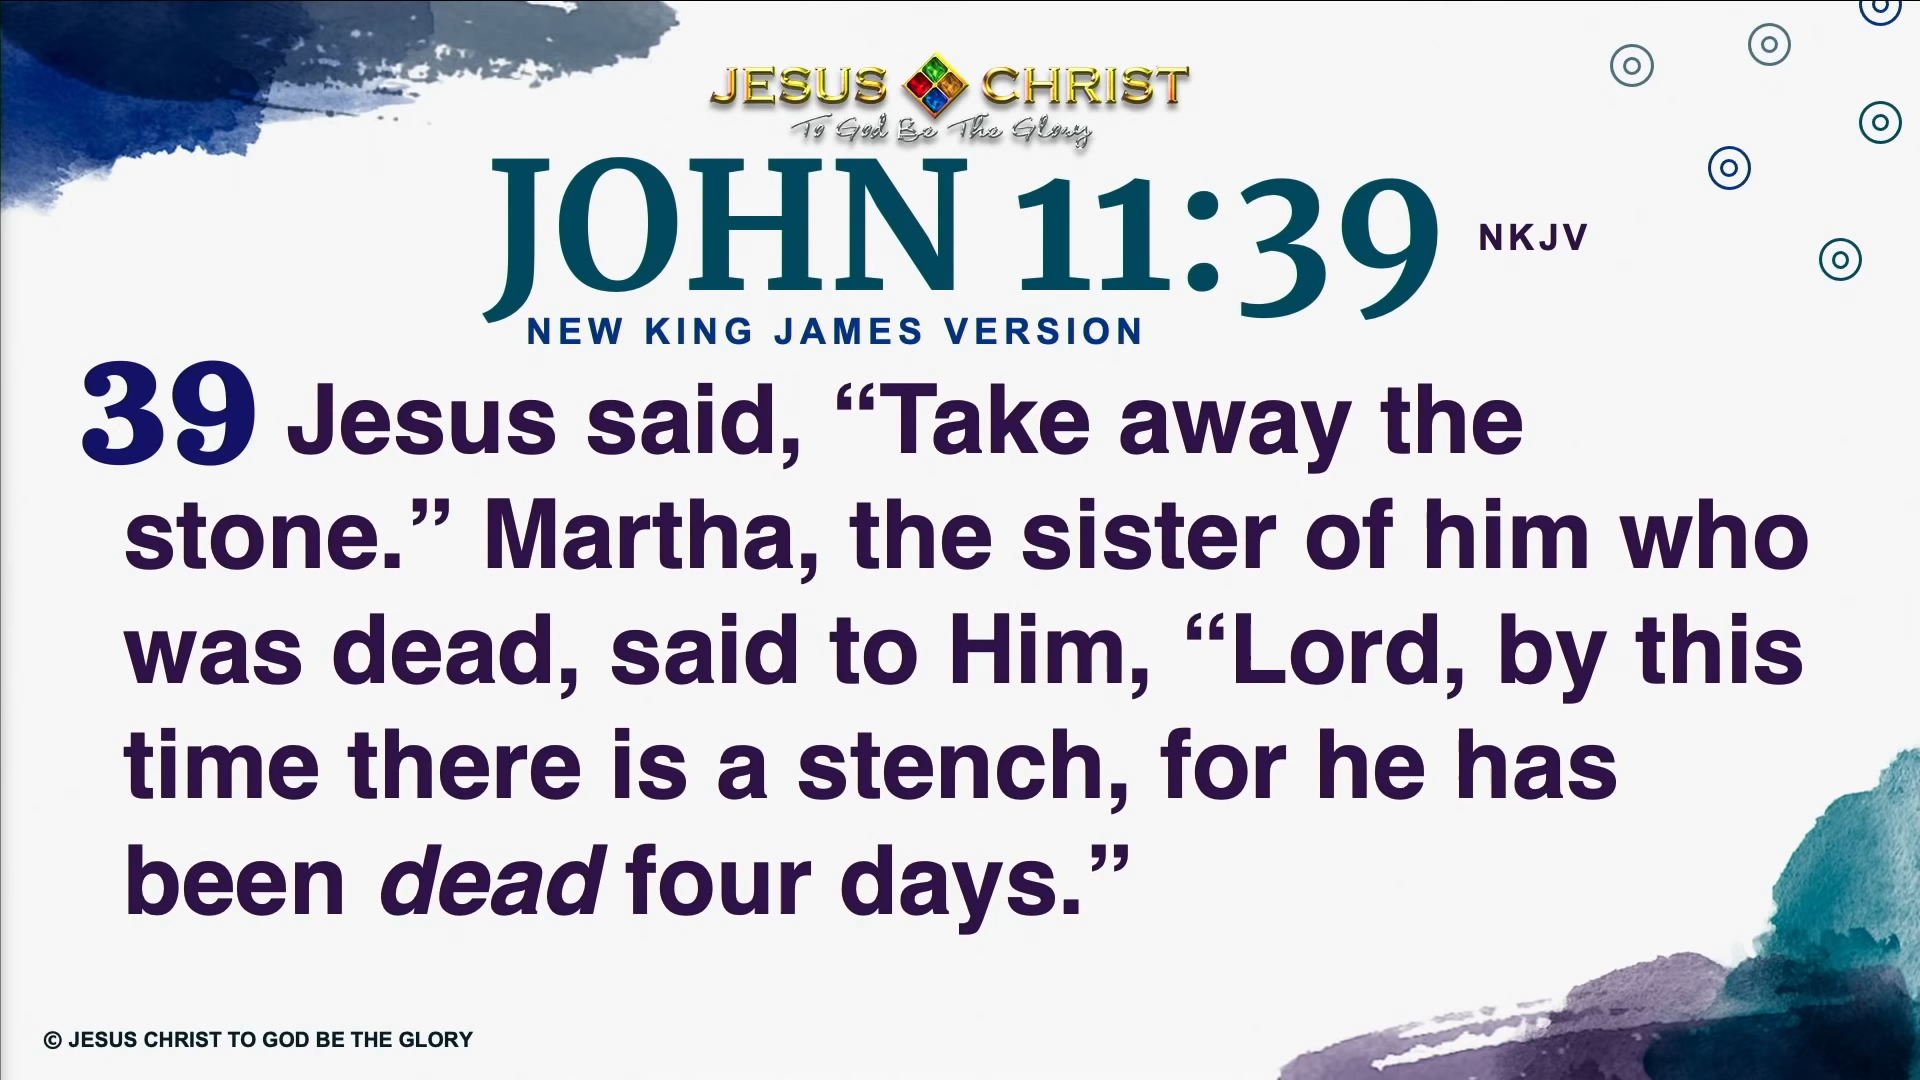 JESUS CHRIST
To God Be The Glory
JOHN 11:39 NKJV
NEW KING JAMES VERSION
39 Jesus said, “Take away the
stone.” Martha, the sister of him who
was dead, said to Him, “Lord, by this
time there is a stench, for he has
been dead four days.”
© JESUS CHRIST TO GOD BE THE GLORY